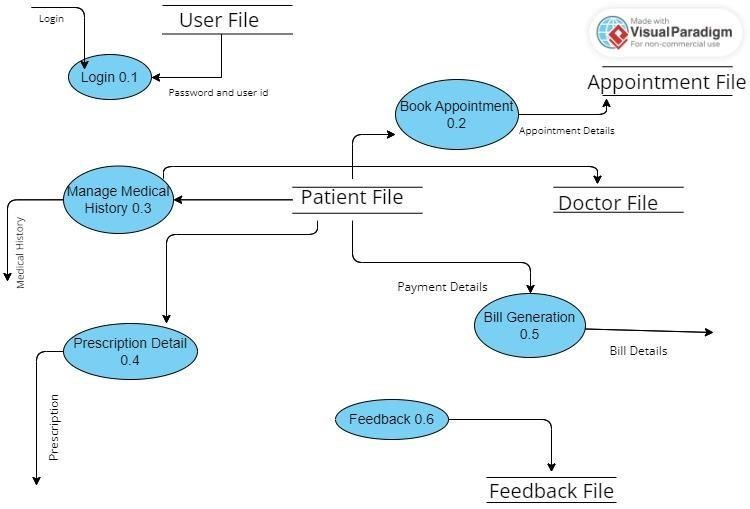 Login
User File
Made with
VisualParadigm
For non-commercial use
Login 0.1
Password and user id
Appointment File
Book Appointment
0.2
Appointment Details
Manage Medical
History 0.3
Patient File
Doctor File
Medical History
Payment Details
Bill Generation
0.5
Bill Details
Prescription Detail
0.4
Prescription
Feedback 0.6
Feedback File